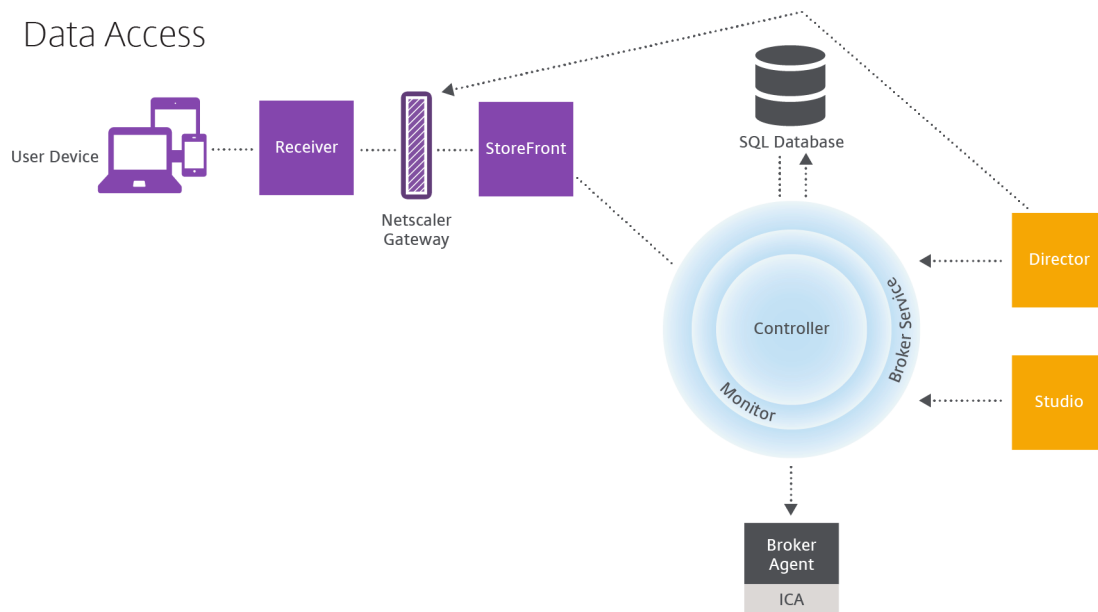 Data Access
User Device
Receiver
Netscaler
Gateway
StoreFront
SQL Database
Controller
Monitor
Broker Service
Director
Studio
Broker
Agent
ICA